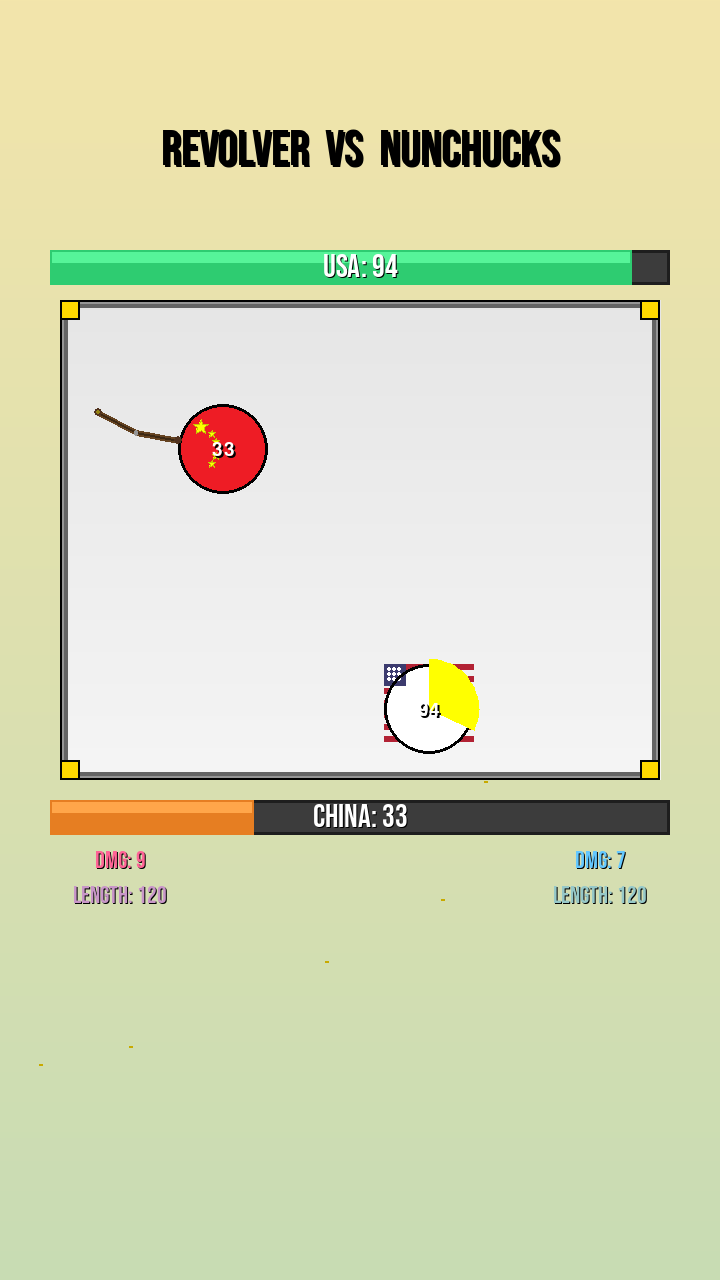 REVOLVER VS NUNCHUCKS
USA: 94
33
94
CHINA: 33
DMG: 9
DMG: 7
LENGTH: 120
LENGTH: 120